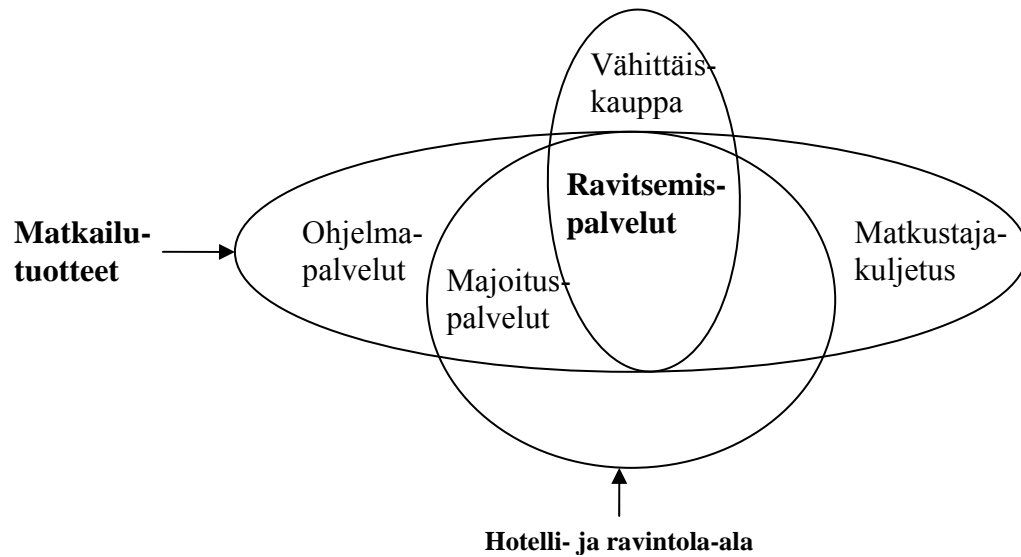 Vähittäis-
kauppa
Ravitsemis-
palvelut
Matkailu-
tuotteet
Ohjelma-
palvelut
Majoitus-
palvelut
Matkustaja-
kuljetus
Hotelli- ja ravintola-ala